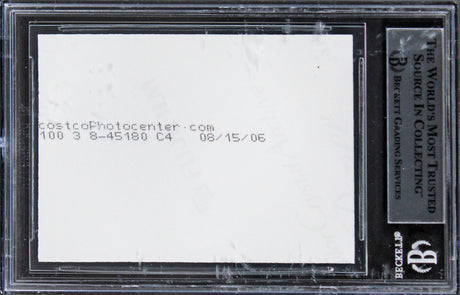 costcoPhotocenter.com
100 3 8-45180 C4 08/15/06
THE WORLD'S MOST TRUSTED
SOURCE IN COLLECTING™
BECKETT GRADING SERVICES
B
BECKETT®
B